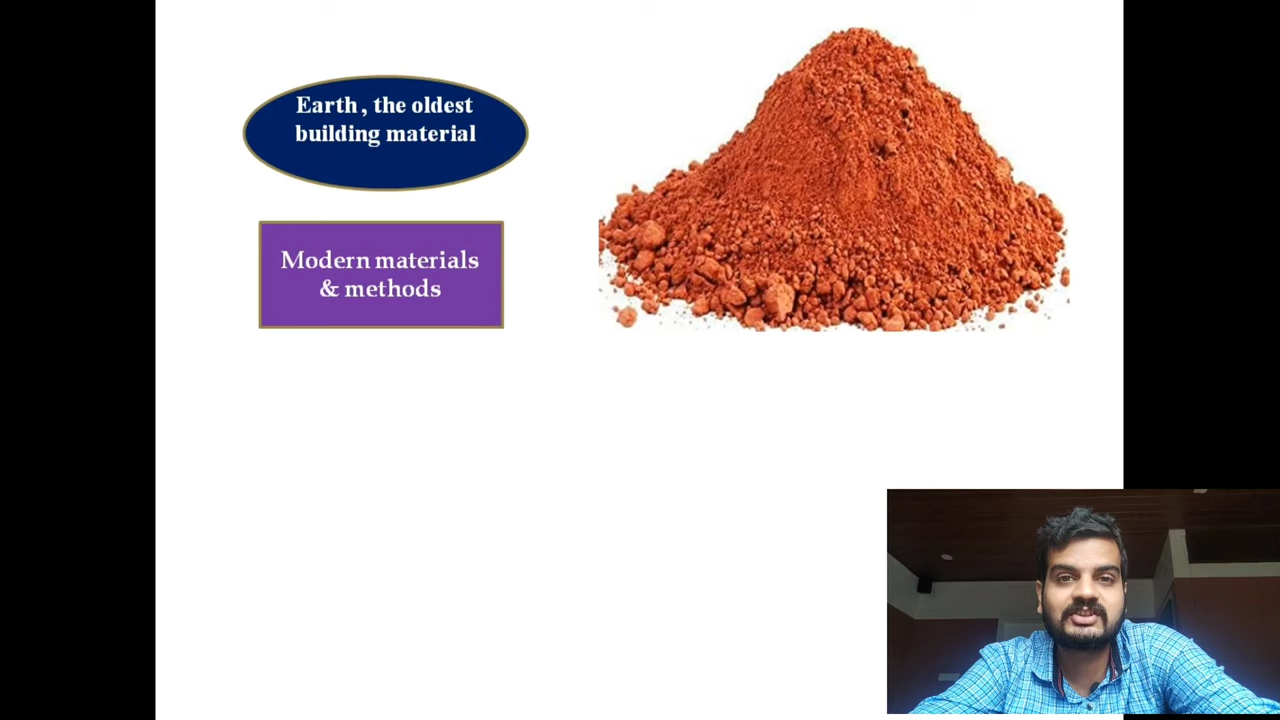 Earth , the oldest
building material
Modern materials
& methods